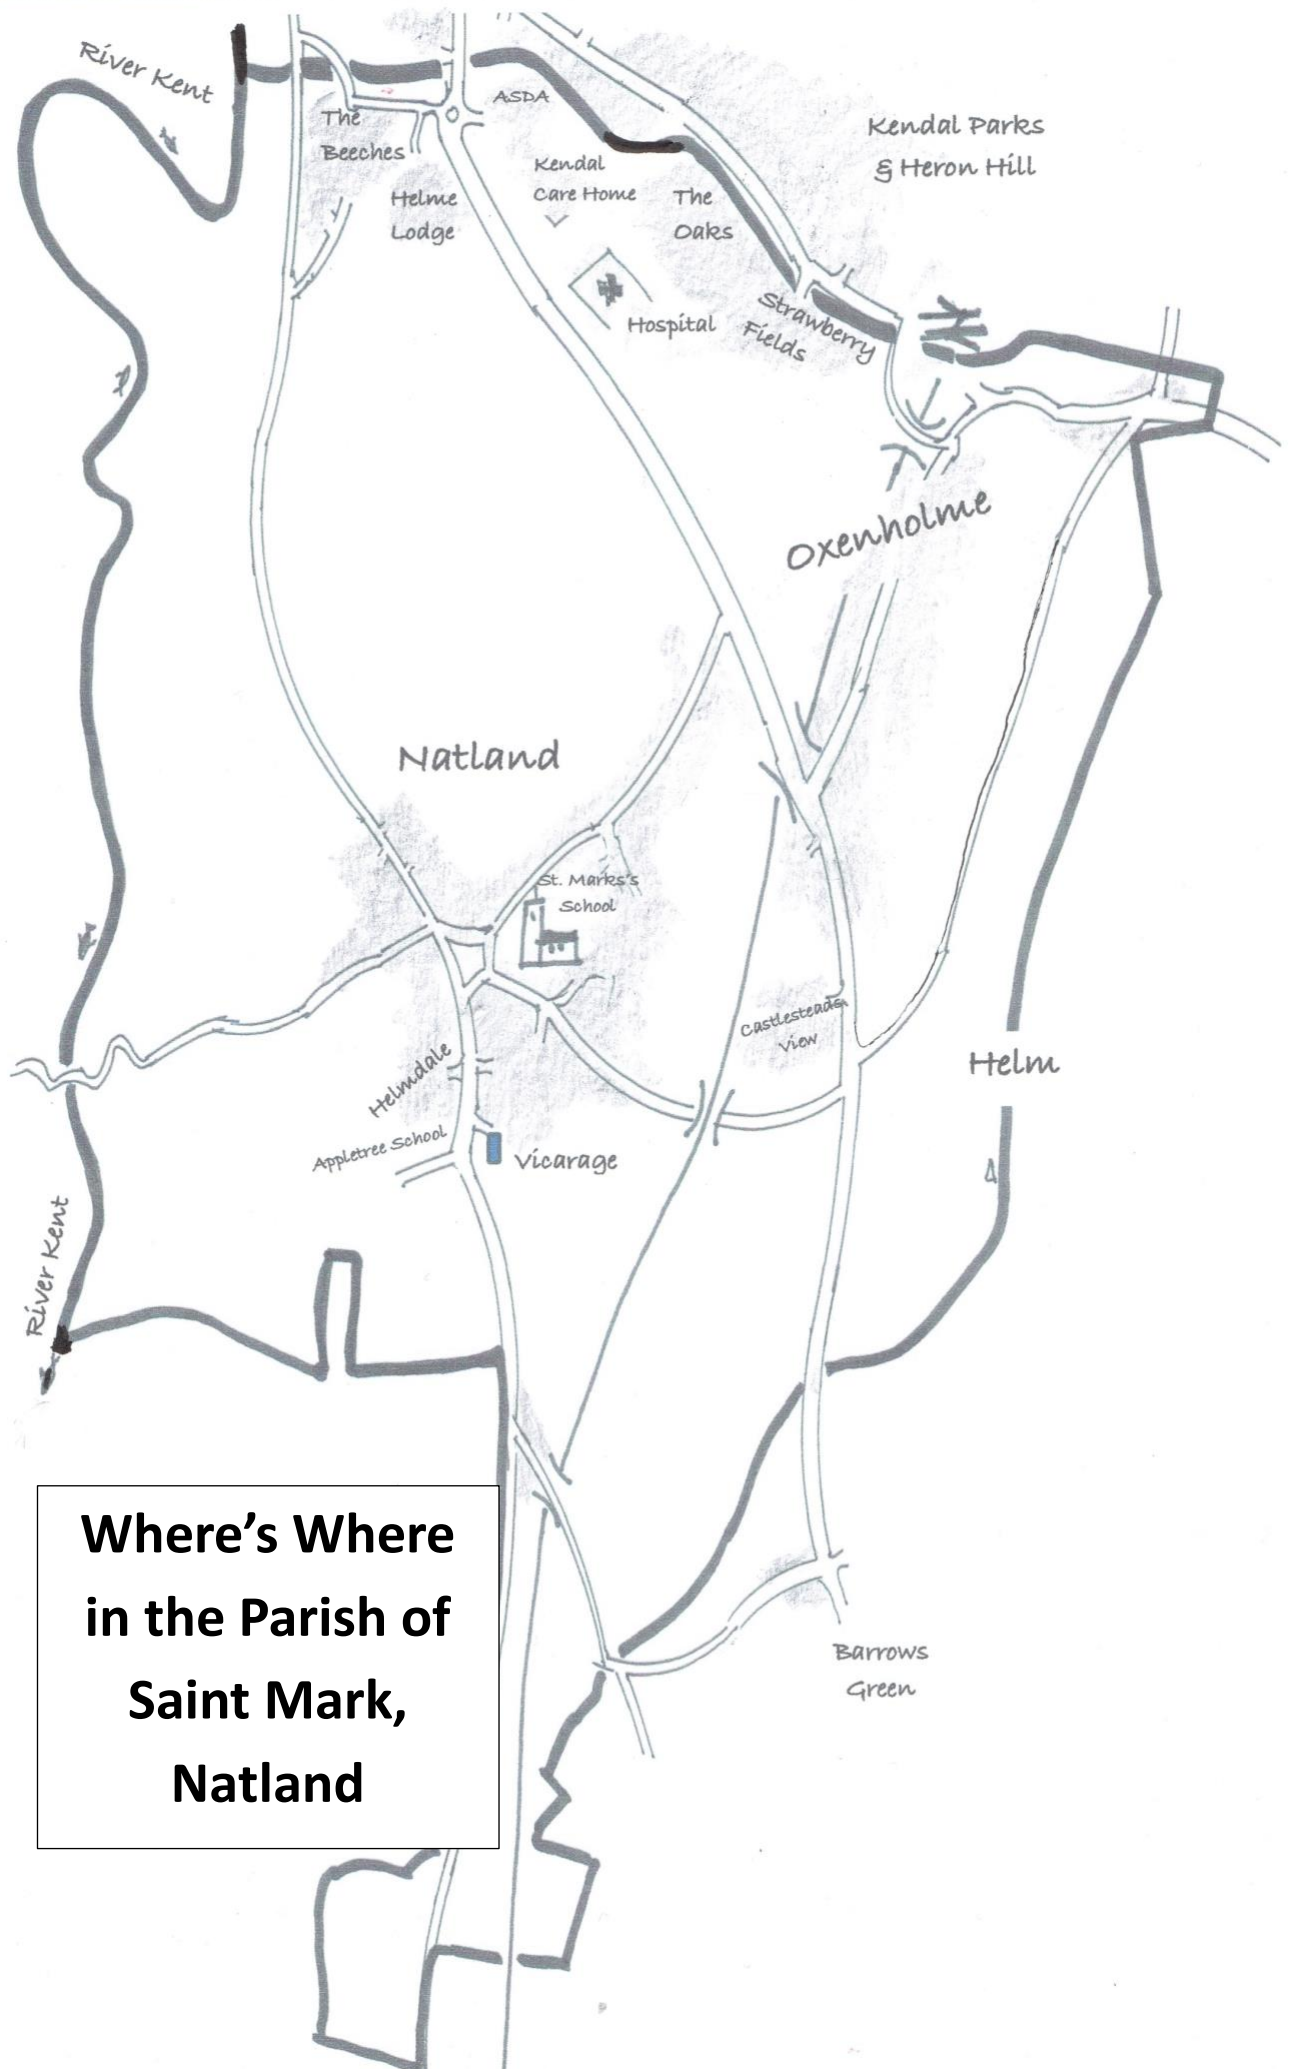 River Kent
ASDA
The
Beeches
Kendal Parks
& Heron Hill
Kendal
Care Home
Helme
Lodge
The
Oaks
Hospital
Strawberry
Fields
Oxenholme
Natland
St. Marks's
School
Castlesteads
View
Helm
Helmdale
Appletree School
Vicarage
River Kent
Where's Where
in the Parish of
Saint Mark,
Natland
Barrows
Green